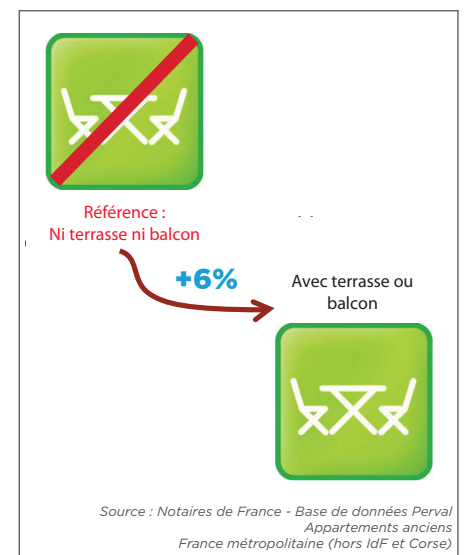 Référence :
Ni terrasse ni balcon
+6%
Avec terrasse ou
balcon
Source : Notaires de France - Base de données Perval
Appartements anciens
France métropolitaine (hors IdF et Corse)